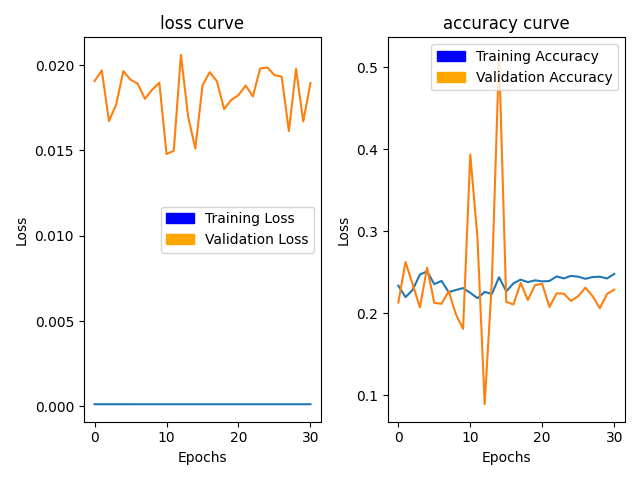 loss curve
0.020
0.015
0.010
0.005
0.000
Loss
Training Loss
Validation Loss
0 10 20 30
Epochs
accuracy curve
0.5
0.4
0.3
0.2
0.1
Loss
Training Accuracy
Validation Accuracy
0 10 20 30
Epochs